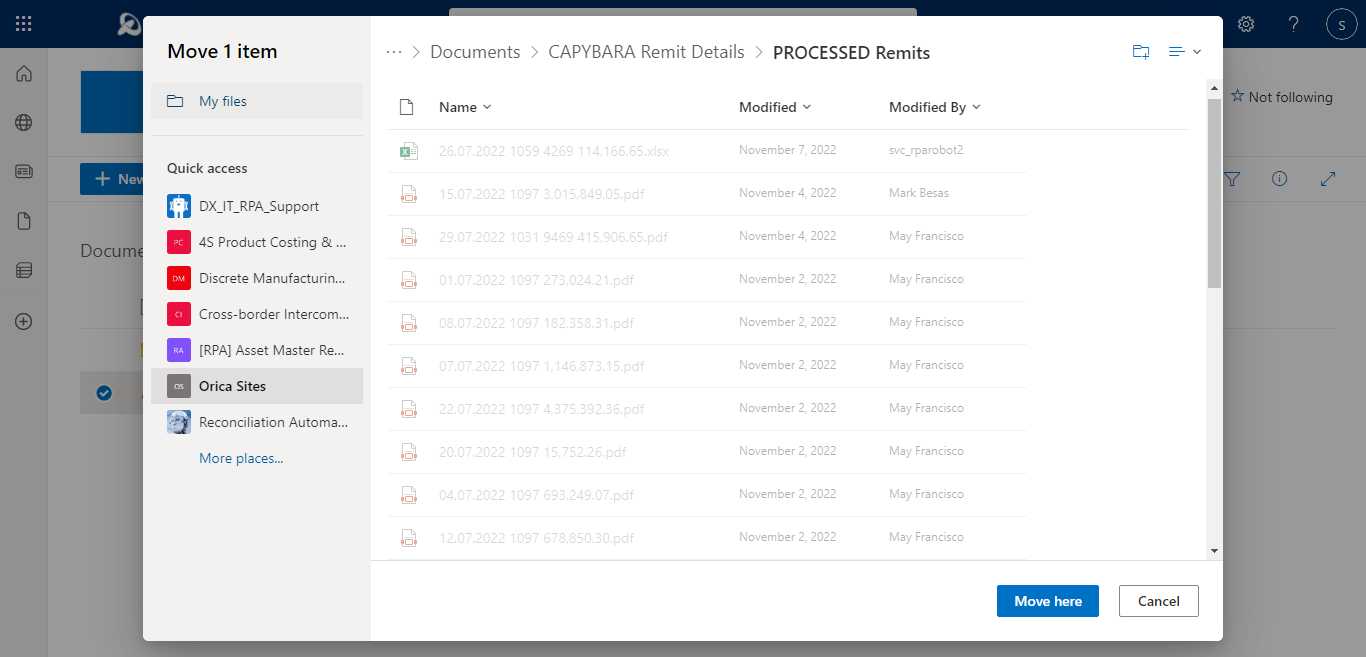 S
Not following
New
Docume
Move 1 item
My files
Quick access
DX_IT_RPA_Support
PC 4S Product Costing & ...
DM Discrete Manufacturin...
CI Cross-border Intercom...
RA [RPA] Asset Master Re...
OS Orica Sites
Reconciliation Automa...
More places...
··· > Documents > CAPYBARA Remit Details > PROCESSED Remits
Name Modified Modified By
26.07.2022 1059 4269 114.166.65.xlsx November 7, 2022 svc_rparobot2
15.07.2022 1097 3,015,849.05.pdf November 4, 2022 Mark Besas
29.07.2022 1031 9469 415,906.65.pdf November 4, 2022 May Francisco
01.07.2022 1097 273,024.21.pdf November 2, 2022 May Francisco
08.07.2022 1097 182,358.31.pdf November 2, 2022 May Francisco
07.07.2022 1097 1,146,873.15.pdf November 2, 2022 May Francisco
22.07.2022 1097 4,375,392.36.pdf November 2, 2022 May Francisco
20.07.2022 1097 15,752.26.pdf November 2, 2022 May Francisco
04.07.2022 1097 693,249.07.pdf November 2, 2022 May Francisco
12.07.2022 1097 678,850.30.pdf November 2, 2022 May Francisco
Move here Cancel